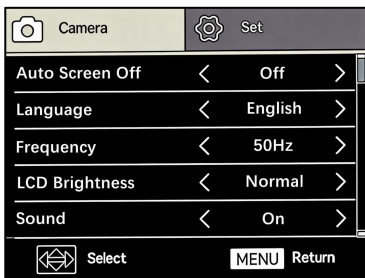 Camera
Set
Auto Screen Off Off
Language English
Frequency 50Hz
LCD Brightness Normal
Sound On
Select MENU Return